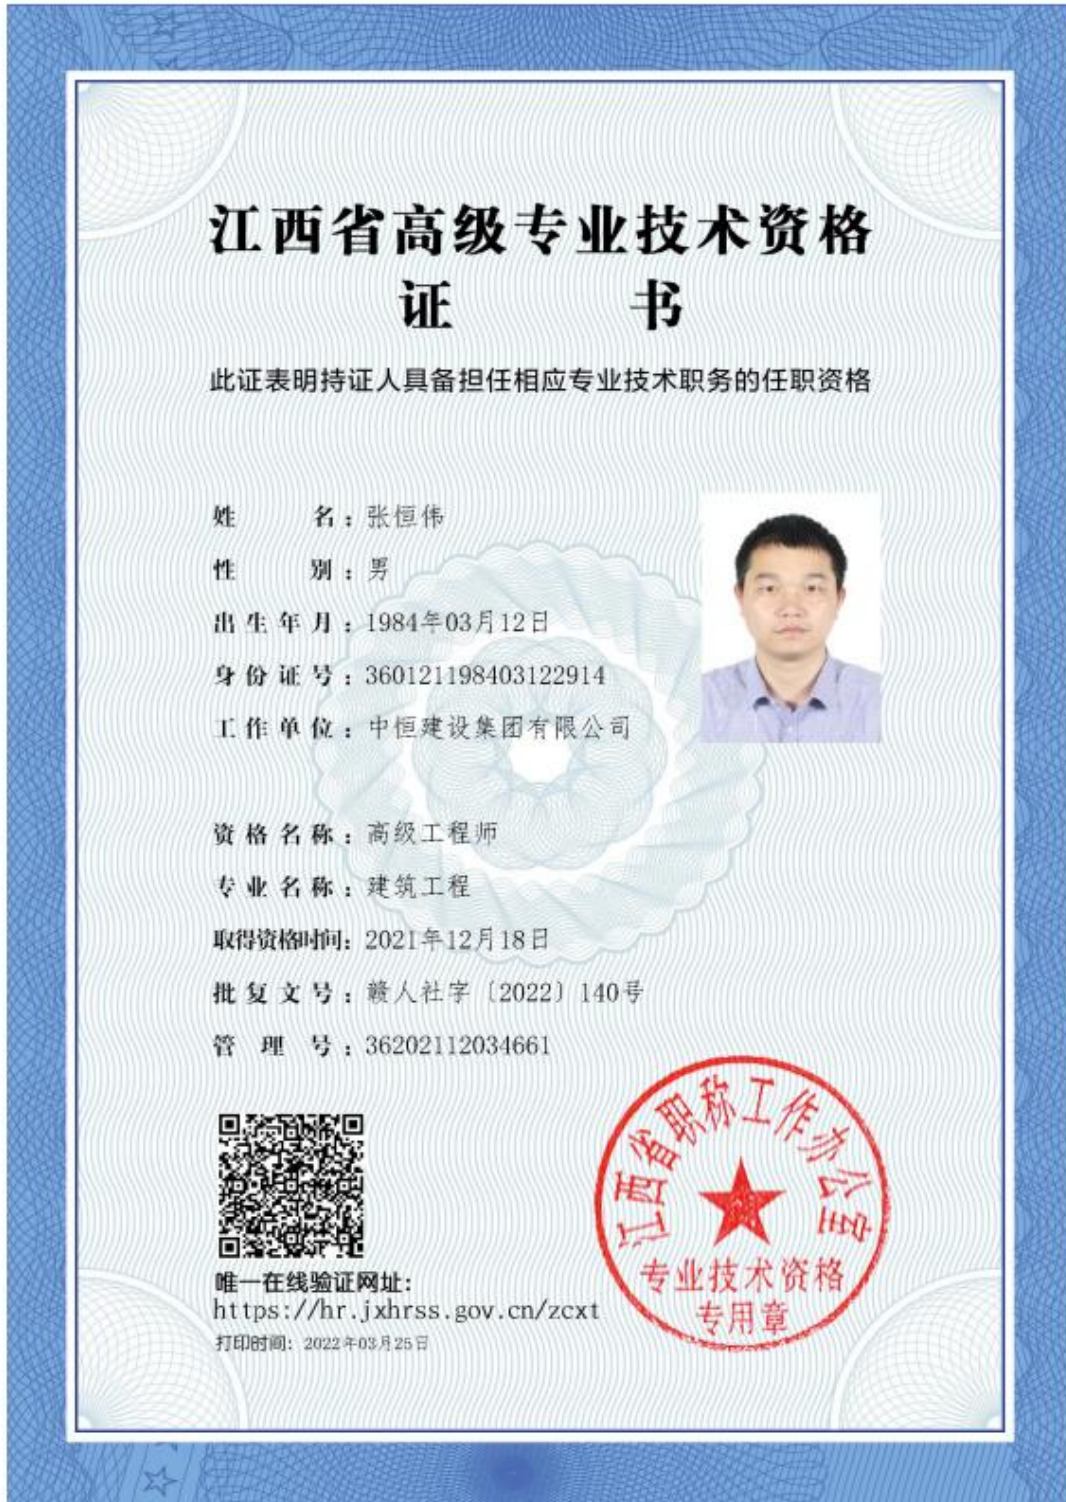 江西省高级专业技术资格
证 书
此证表明持证人具备担任相应专业技术职务的任职资格
姓 名：张恒伟
性 别：男
出生年月：1984年03月12日
身份证号：360121198403122914
工作单位：中恒建设集团有限公司
资格名称：高级工程师
专业名称：建筑工程
取得资格时间：2021年12月18日
批复文号：赣人社字〔2022〕140号
管 理 号：36202112034661
江西省职称工作办公室
专业技术资格
专用章
唯一在线验证网址：
https://hr.jxhrss.gov.cn/zcxt
打印时间：2022年03月25日